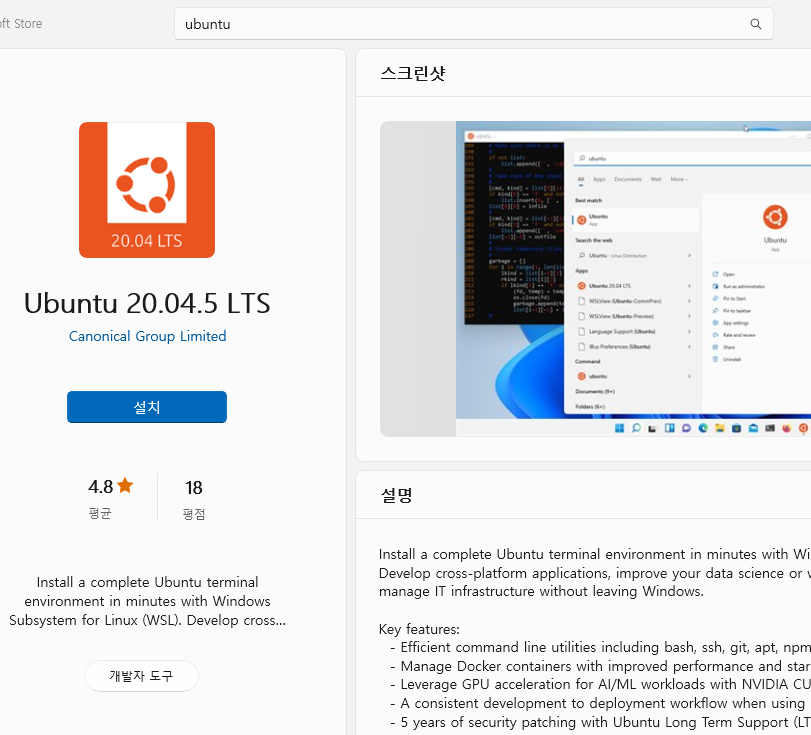 oft Store
ubuntu
20.04 LTS
Ubuntu 20.04.5 LTS
Canonical Group Limited
설치
4.8
18
평균
평점
Install a complete Ubuntu terminal
environment in minutes with Windows
Subsystem for Linux (WSL). Develop cross...
개발자 도구
스크린샷
ubuntu
All Apps Documents Web More
Best match
Ubuntu
App
Search the web
Ubuntu - Linux Distribution
Apps
Ubuntu 20.04 LTS
WSLView (Ubuntu-CommPrev)
WSLView (Ubuntu-Preview)
Language Support (Ubuntu)
IBus Preferences (Ubuntu)
Command
ubuntu
Documents (9+)
Folders (6+)
Ubuntu
App
Open
Run as administrator
Pin to Start
Pin to taskbar
App settings
Rate and review
Share
Uninstall
설명
Install a complete Ubuntu terminal environment in minutes with Wi
Develop cross-platform applications, improve your data science or
manage IT infrastructure without leaving Windows.
Key features:
- Efficient command line utilities including bash, ssh, git, apt, npm
- Manage Docker containers with improved performance and star
- Leverage GPU acceleration for AI/ML workloads with NVIDIA CU
- A consistent development to deployment workflow when using
- 5 years of security patching with Ubuntu Long Term Support (LT